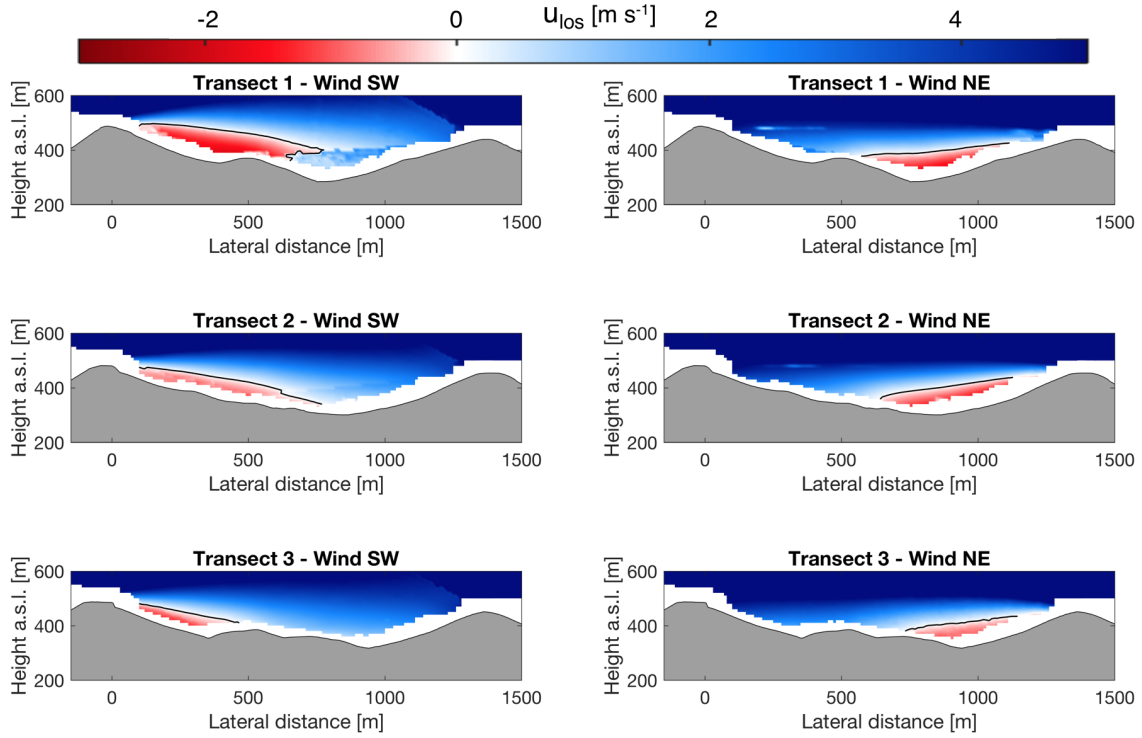 u_los [m s⁻¹]
-2 0 2 4
Transect 1 - Wind SW
Height a.s.l. [m]
600
400
200
0 500 1000 1500
Lateral distance [m]
Transect 1 - Wind NE
Height a.s.l. [m]
600
400
200
0 500 1000 1500
Lateral distance [m]
Transect 2 - Wind SW
Height a.s.l. [m]
600
400
200
0 500 1000 1500
Lateral distance [m]
Transect 2 - Wind NE
Height a.s.l. [m]
600
400
200
0 500 1000 1500
Lateral distance [m]
Transect 3 - Wind SW
Height a.s.l. [m]
600
400
200
0 500 1000 1500
Lateral distance [m]
Transect 3 - Wind NE
Height a.s.l. [m]
600
400
200
0 500 1000 1500
Lateral distance [m]